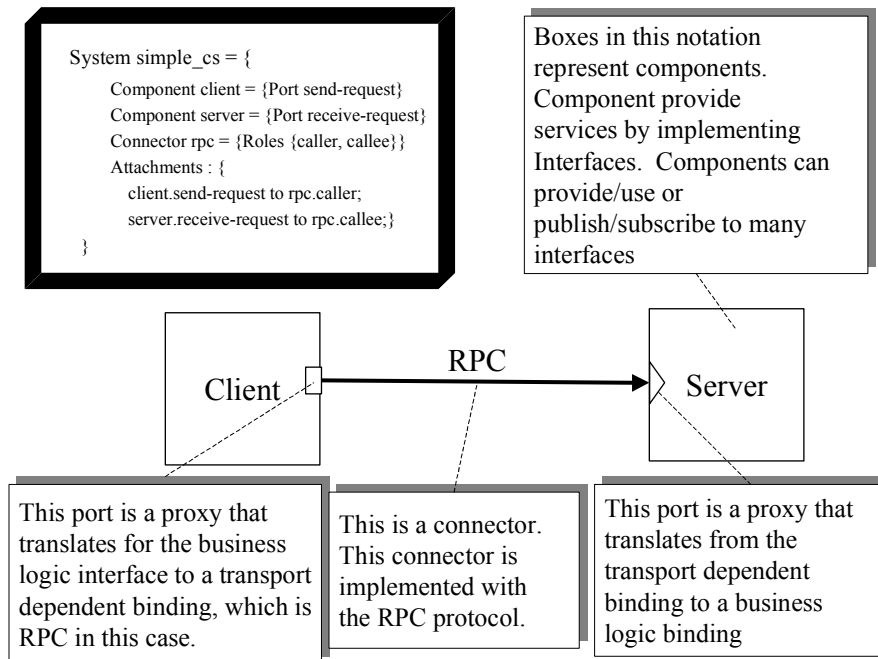 System simple_cs = {
Component client = {Port send-request}
Component server = {Port receive-request}
Connector rpc = {Roles {caller, callee}}
Attachments : {
client.send-request to rpc.caller;
server.receive-request to rpc.callee;}
}
Boxes in this notation
represent components.
Component provide
services by implementing
Interfaces. Components can
provide/use or
publish/subscribe to many
interfaces
Client
RPC
Server
This port is a proxy that
translates for the business
logic interface to a transport
dependent binding, which is
RPC in this case.
This is a connector.
This connector is
implemented with
the RPC protocol.
This port is a proxy that
translates from the
transport dependent
binding to a business
logic binding